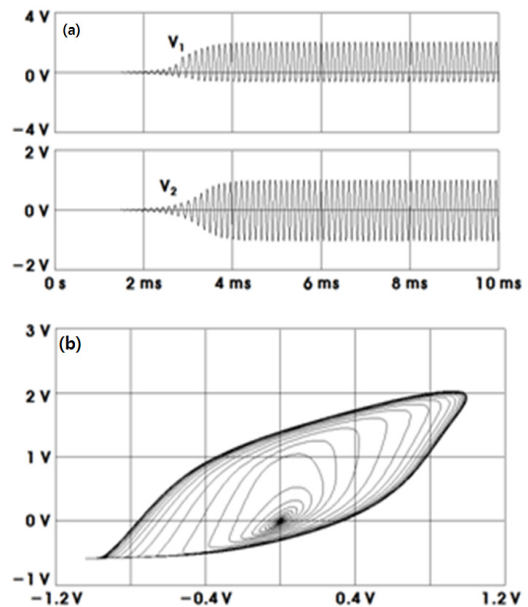 4 V
(a)
V1
0 V
−4 V
2 V
V2
0 V
−2 V
0 s 2 ms 4 ms 6 ms 8 ms 10 ms
3 V
(b)
2 V
1 V
0 V
−1 V
−1.2 V −0.4 V 0.4 V 1.2 V